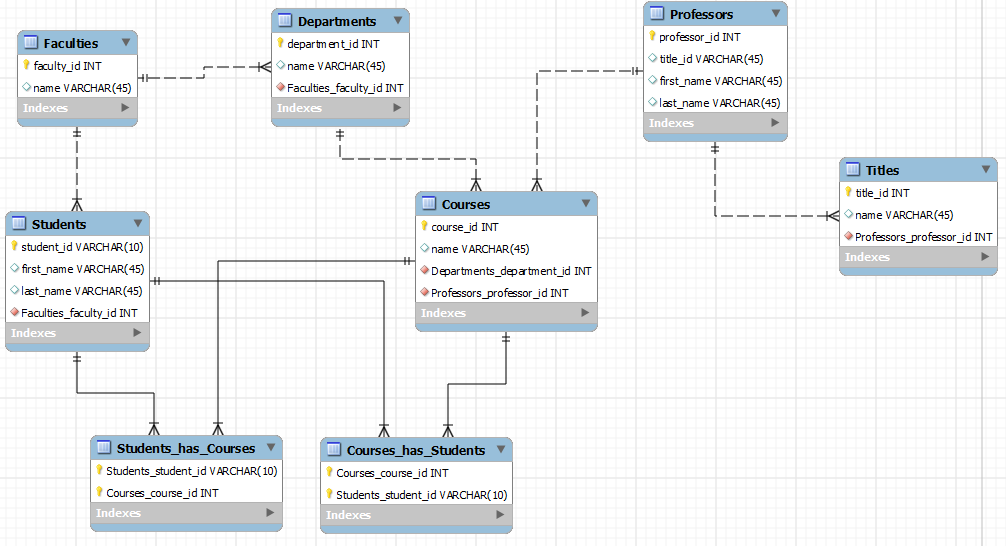 Faculties
faculty_id INT
name VARCHAR(45)
Indexes
Departments
department_id INT
name VARCHAR(45)
Faculties_faculty_id INT
Indexes
Professors
professor_id INT
title_id VARCHAR(45)
first_name VARCHAR(45)
last_name VARCHAR(45)
Indexes
Titles
title_id INT
name VARCHAR(45)
Professors_professor_id INT
Indexes
Students
student_id VARCHAR(10)
first_name VARCHAR(45)
last_name VARCHAR(45)
Faculties_faculty_id INT
Indexes
Courses
course_id INT
name VARCHAR(45)
Departments_department_id INT
Professors_professor_id INT
Indexes
Students_has_Courses
Students_student_id VARCHAR(10)
Courses_course_id INT
Indexes
Courses_has_Students
Courses_course_id INT
Students_student_id VARCHAR(10)
Indexes